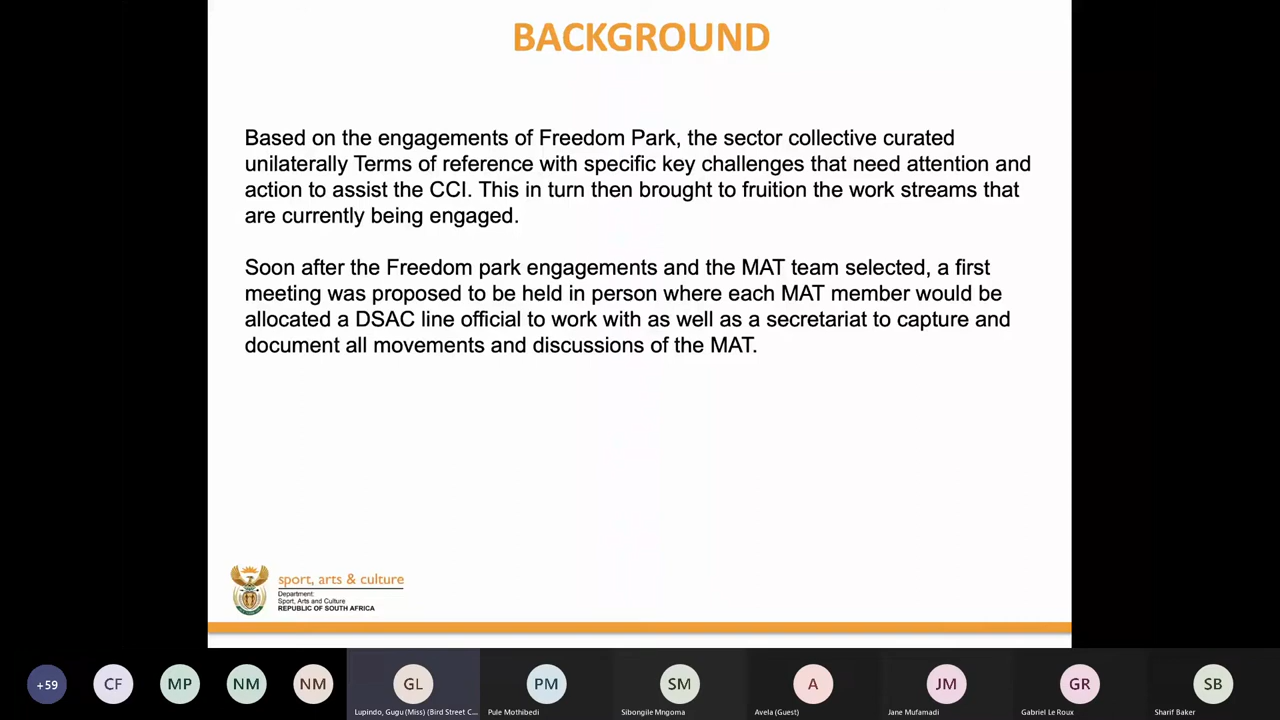 BACKGROUND
Based on the engagements of Freedom Park, the sector collective curated
unilaterally Terms of reference with specific key challenges that need attention and
action to assist the CCI. This in turn then brought to fruition the work streams that
are currently being engaged.
Soon after the Freedom park engagements and the MAT team selected, a first
meeting was proposed to be held in person where each MAT member would be
allocated a DSAC line official to work with as well as a secretariat to capture and
document all movements and discussions of the MAT.
sport, arts & culture
Department:
Sport, Arts and Culture
REPUBLIC OF SOUTH AFRICA
+59 CF MP NM NM GL PM SM A JM GR SB
Lupindo, Gugu (Miss) (Bird Street C... Pule Mothibedi Sibongile Mngoma Avela (Guest) Jane Mufamadi Gabriel Le Roux Sharif Baker